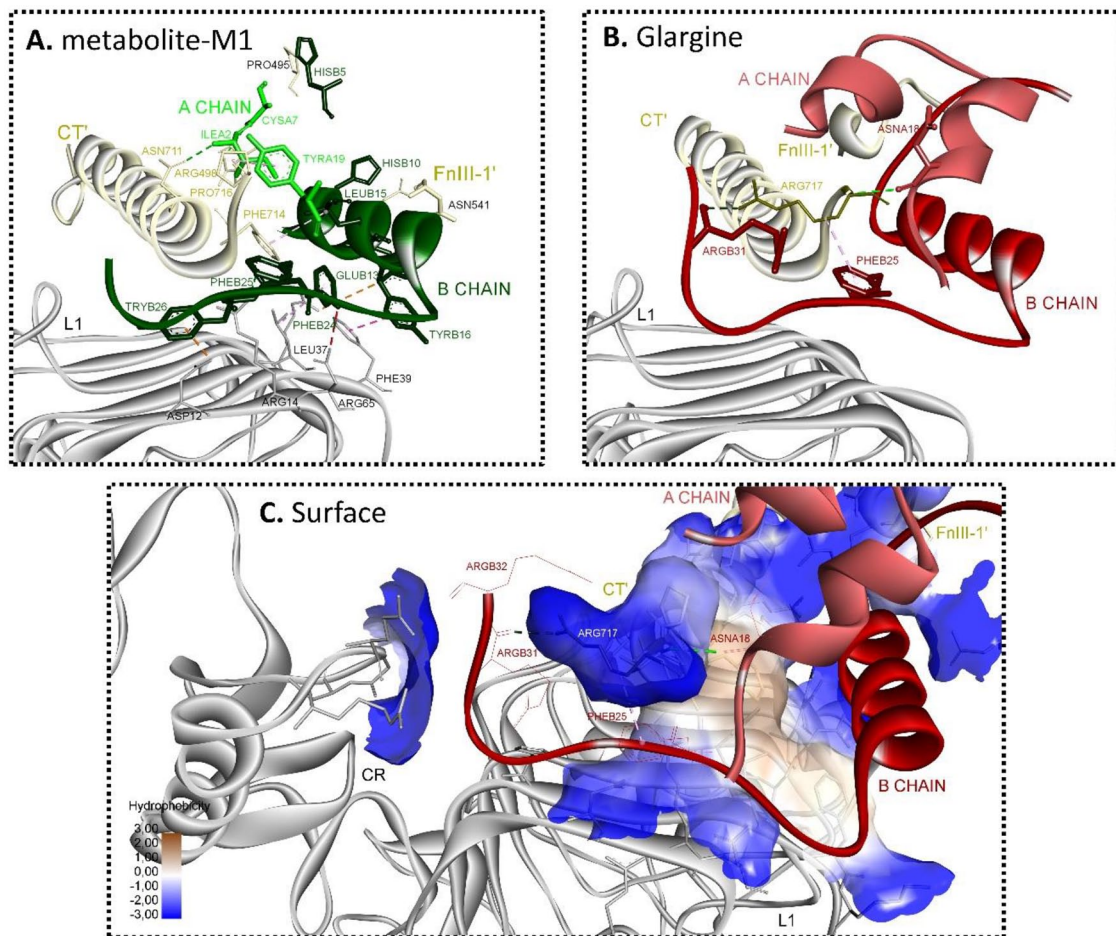 A. metabolite-M1
PRO495
HISB5
A CHAIN
CYSA7
CT'
ILEA2
ASN711
ARG498
TYRA19
PRO716
HISB10
FnIII-1'
LEUB15
ASN541
PHE714
PHEB25
GLUB13
B CHAIN
TRYB26
L1
PHEB24
TYRB16
LEU37
PHE39
ARG14
ARG65
ASP12
B. Glargine
A CHAIN
CT'
ASNA18
FnIII-1'
ARG717
ARGB31
PHEB25
B CHAIN
L1
C. Surface
A CHAIN
FnIII-1'
ARGB32
CT'
ARG717
ASNA18
ARGB31
PHEB25
CR
B CHAIN
Hydrophobicity
3,00
2,00
1,00
0,00
-1,00
-2,00
-3,00
L1